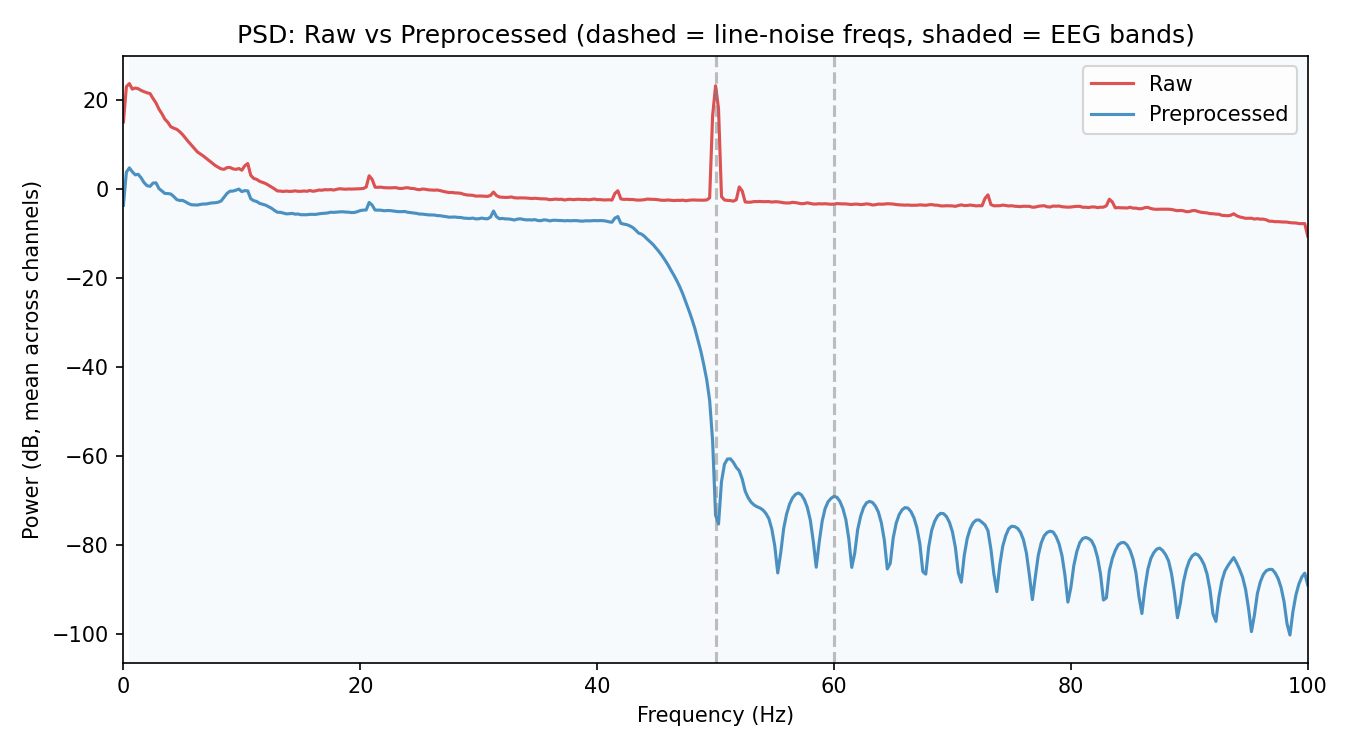 PSD: Raw vs Preprocessed (dashed = line-noise freqs, shaded = EEG bands)
Raw
Preprocessed
Power (dB, mean across channels)
20
0
−20
−40
−60
−80
−100
0 20 40 60 80 100
Frequency (Hz)